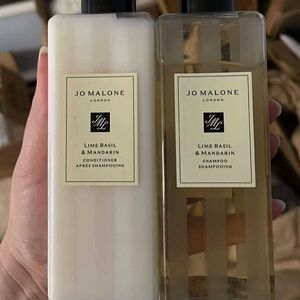 JO MALONE
LONDON
LIME BASIL
& MANDARIN
CONDITIONER
APRÈS SHAMPOOING
JO MALONE
LONDON
LIME BASIL
& MANDARIN
SHAMPOO
SHAMPOOING